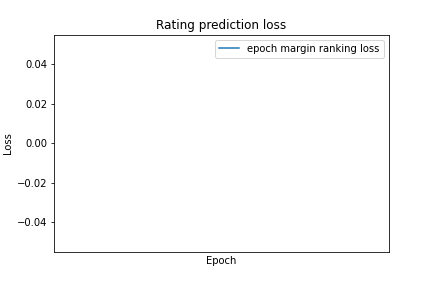 Rating prediction loss
epoch margin ranking loss
0.04
0.02
0.00
−0.02
−0.04
Loss
Epoch